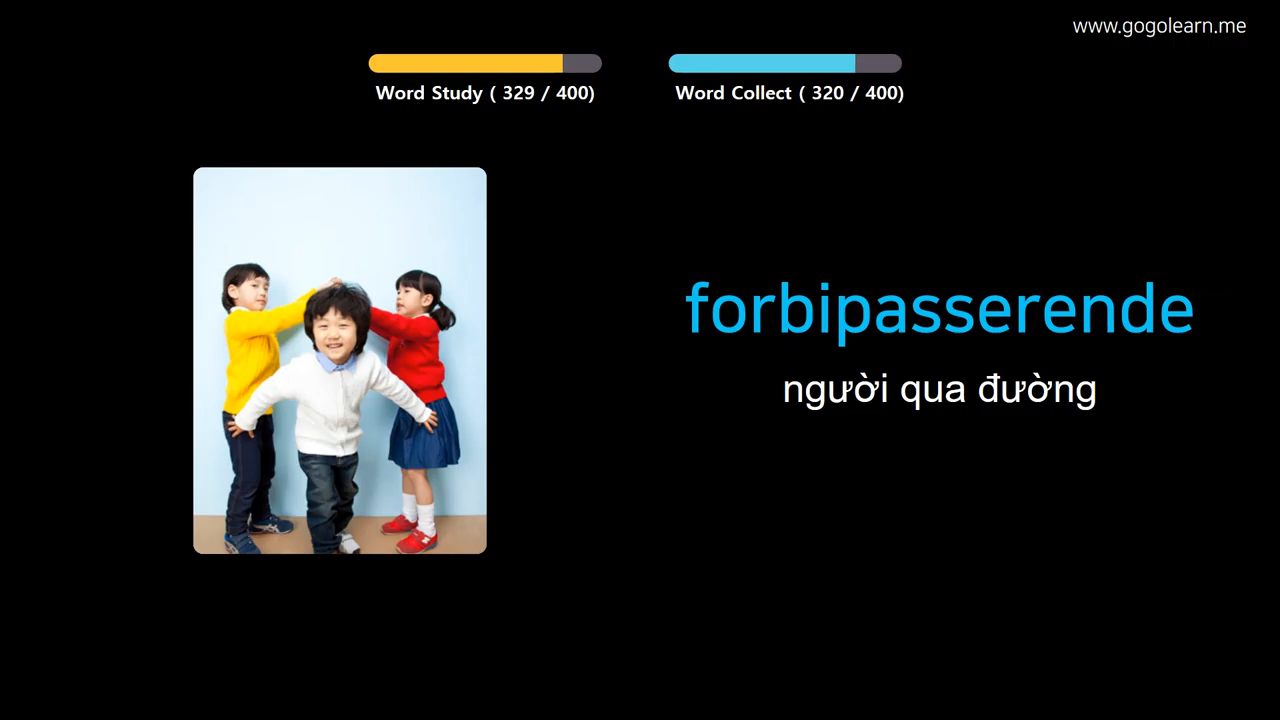 www.gogolearn.me
Word Study ( 329 / 400)
Word Collect ( 320 / 400)
forbipasserende
người qua đường